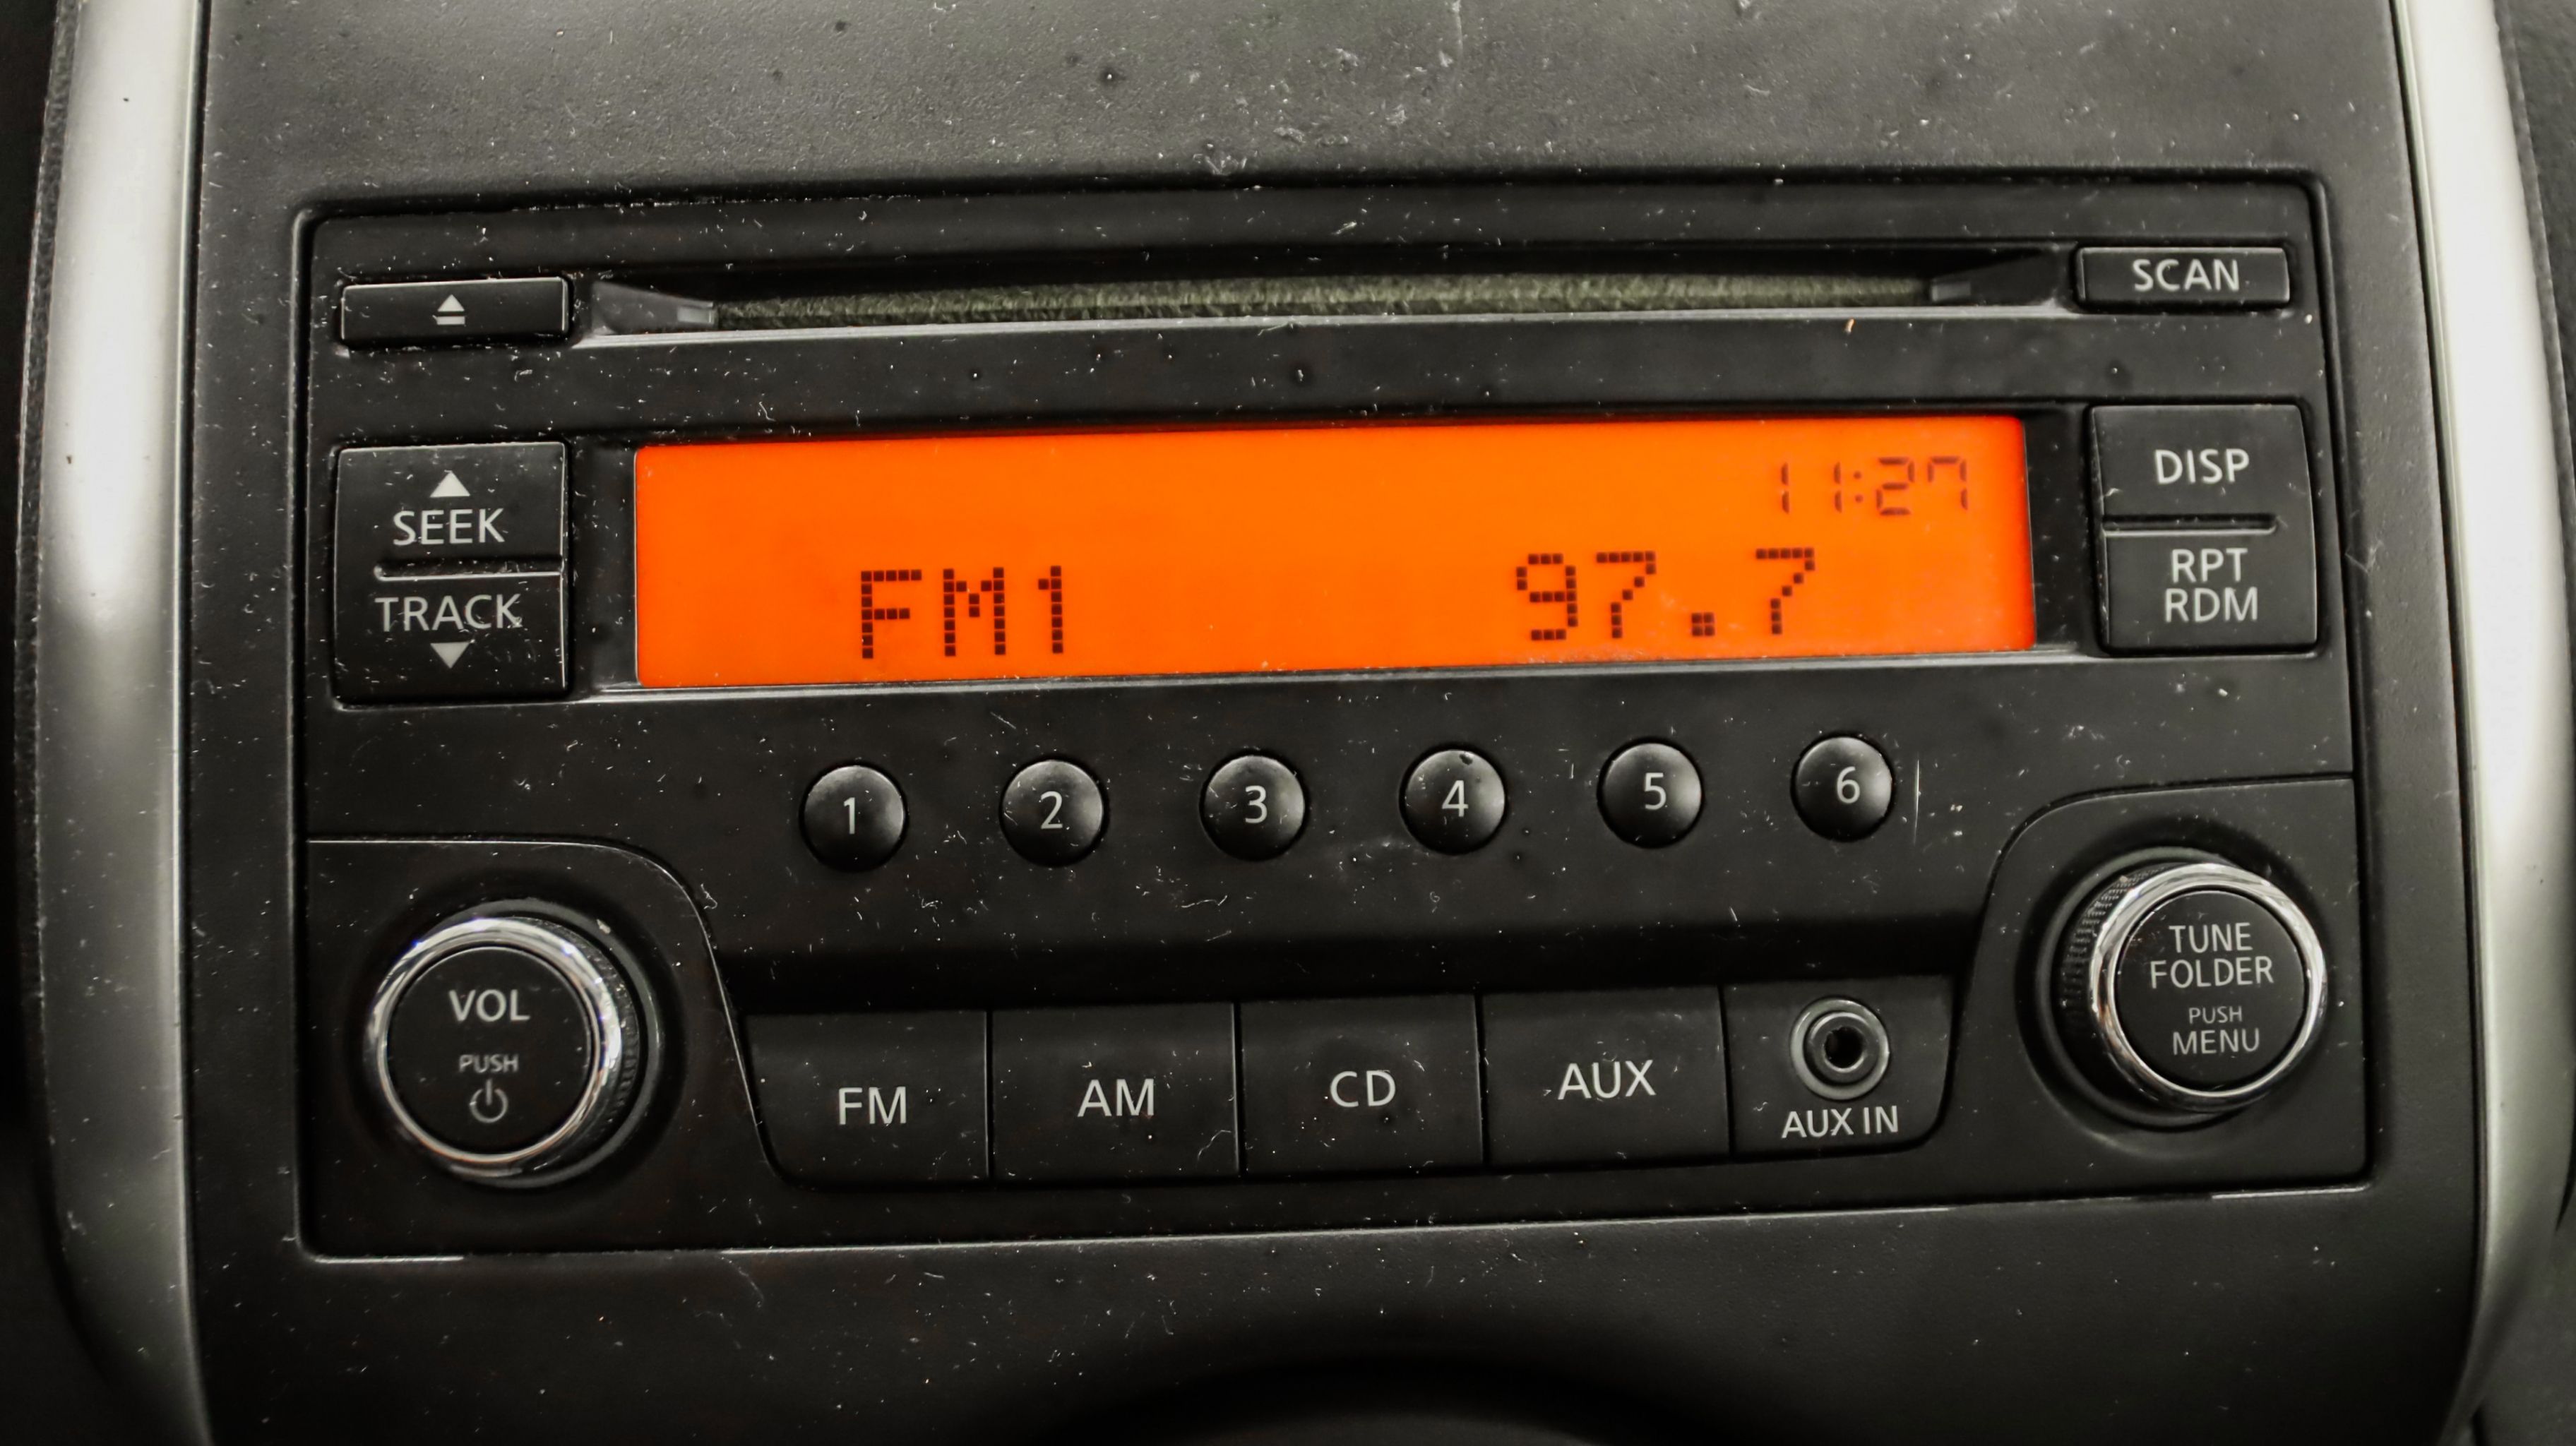 SCAN
SEEK
TRACK
11:27
FM1 97.7
DISP
RPT
RDM
1 2 3 4 5 6
VOL
PUSH
FM AM CD AUX
AUX IN
TUNE
FOLDER
PUSH
MENU